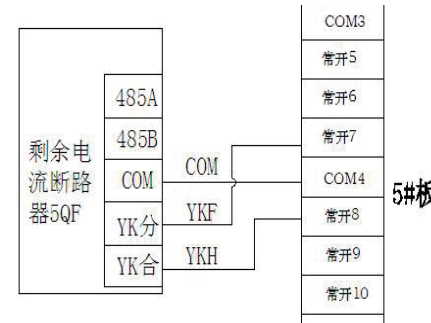 剩余电
流断路
器5QF
485A
485B
COM
YK分
YK合
COM
YKF
YKH
COM3
常开5
常开6
常开7
COM4
常开8
常开9
常开10
5#板